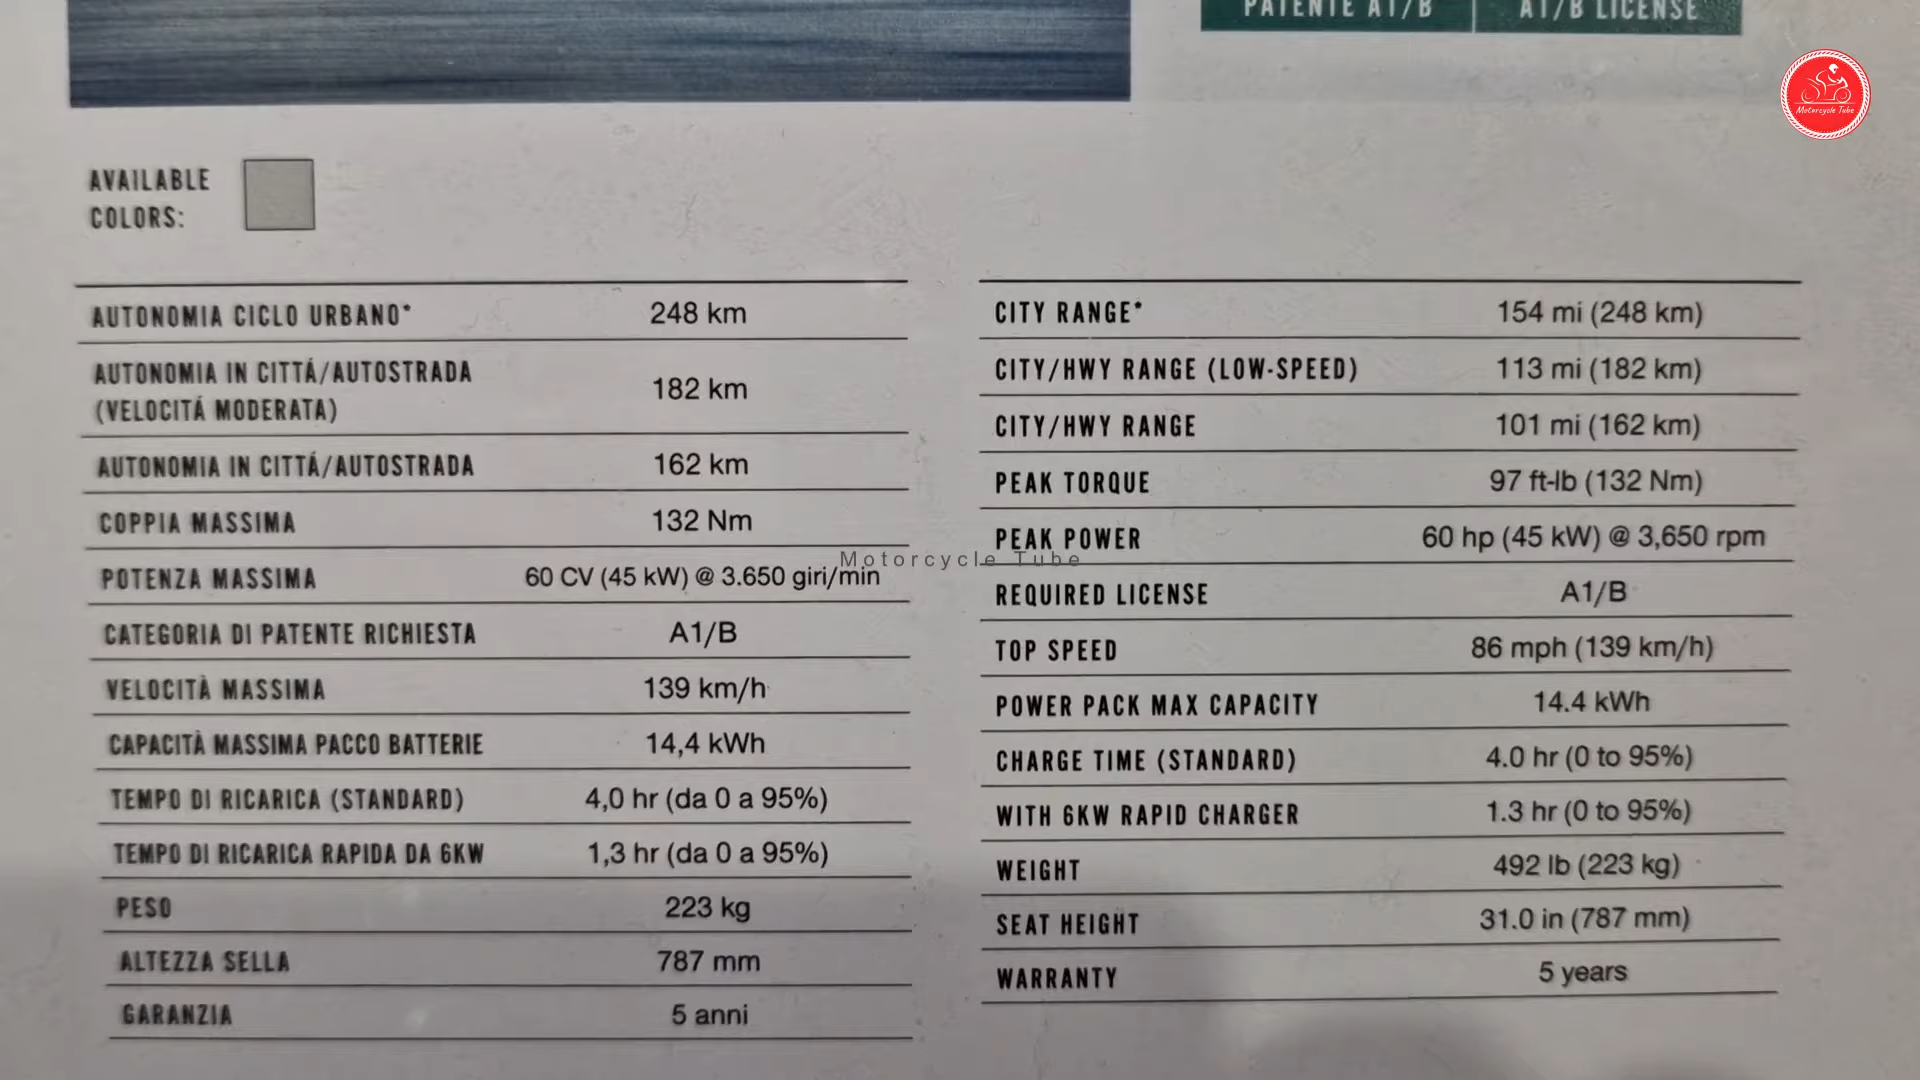 PATENTE A1/B
A1/B LICENSE
Motorcycle Tube
AVAILABLE
COLORS:
AUTONOMIA CICLO URBANO* 248 km
AUTONOMIA IN CITTÁ/AUTOSTRADA
(VELOCITÁ MODERATA) 182 km
AUTONOMIA IN CITTÁ/AUTOSTRADA 162 km
COPPIA MASSIMA 132 Nm
POTENZA MASSIMA 60 CV (45 kW) @ 3.650 giri/min
CATEGORIA DI PATENTE RICHIESTA A1/B
VELOCITÀ MASSIMA 139 km/h
CAPACITÀ MASSIMA PACCO BATTERIE 14,4 kWh
TEMPO DI RICARICA (STANDARD) 4,0 hr (da 0 a 95%)
TEMPO DI RICARICA RAPIDA DA 6KW 1,3 hr (da 0 a 95%)
PESO 223 kg
ALTEZZA SELLA 787 mm
GARANZIA 5 anni
CITY RANGE* 154 mi (248 km)
CITY/HWY RANGE (LOW-SPEED) 113 mi (182 km)
CITY/HWY RANGE 101 mi (162 km)
PEAK TORQUE 97 ft-lb (132 Nm)
PEAK POWER 60 hp (45 kW) @ 3,650 rpm
Motorcycle Tube
REQUIRED LICENSE A1/B
TOP SPEED 86 mph (139 km/h)
POWER PACK MAX CAPACITY 14.4 kWh
CHARGE TIME (STANDARD) 4.0 hr (0 to 95%)
WITH 6KW RAPID CHARGER 1.3 hr (0 to 95%)
WEIGHT 492 lb (223 kg)
SEAT HEIGHT 31.0 in (787 mm)
WARRANTY 5 years